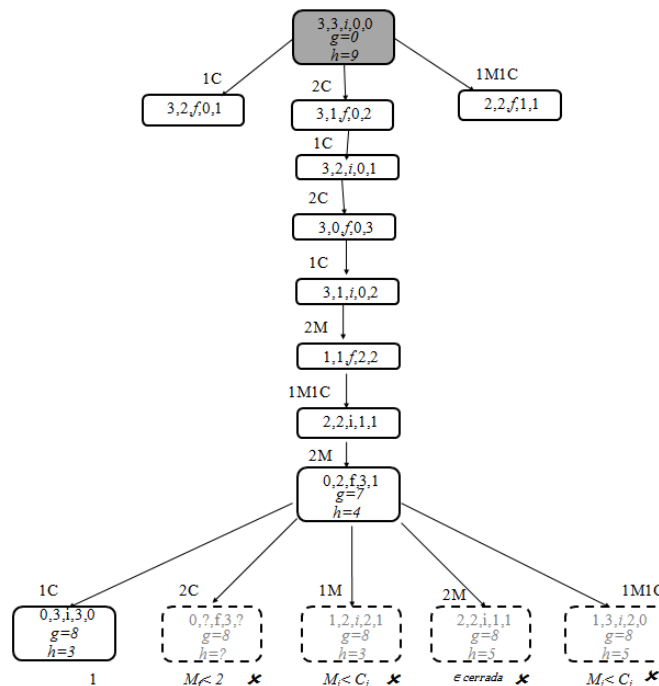 3,3,i,0,0
g=0
h=9
1C
2C
1M1C
3,2,f,0,1
3,1,f,0,2
2,2,f,1,1
1C
3,2,i,0,1
2C
3,0,f,0,3
1C
3,1,i,0,2
2M
1,1,f,2,2
1M1C
2,2,i,1,1
2M
0,2,f,3,1
g=7
h=4
1C
2C
1M
2M
1M1C
0,3,i,3,0
g=8
h=3
0,?,f,3,?
g=8
h=?
1,2,i,2,1
g=8
h=3
2,2,i,1,1
g=8
h=5
1,3,i,2,0
g=8
h=5
1
Mf< 2 ✘
Mi< Ci ✘
∈ cerrada ✘
Mi< Ci ✘